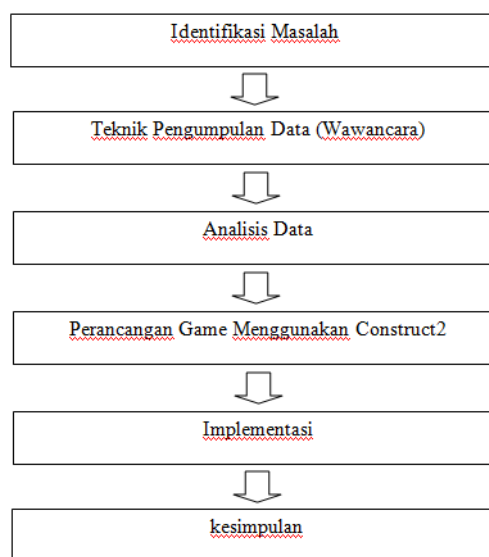 Identifikasi Masalah
Teknik Pengumpulan Data (Wawancara)
Analisis Data
Perancangan Game Menggunakan Construct2
Implementasi
kesimpulan